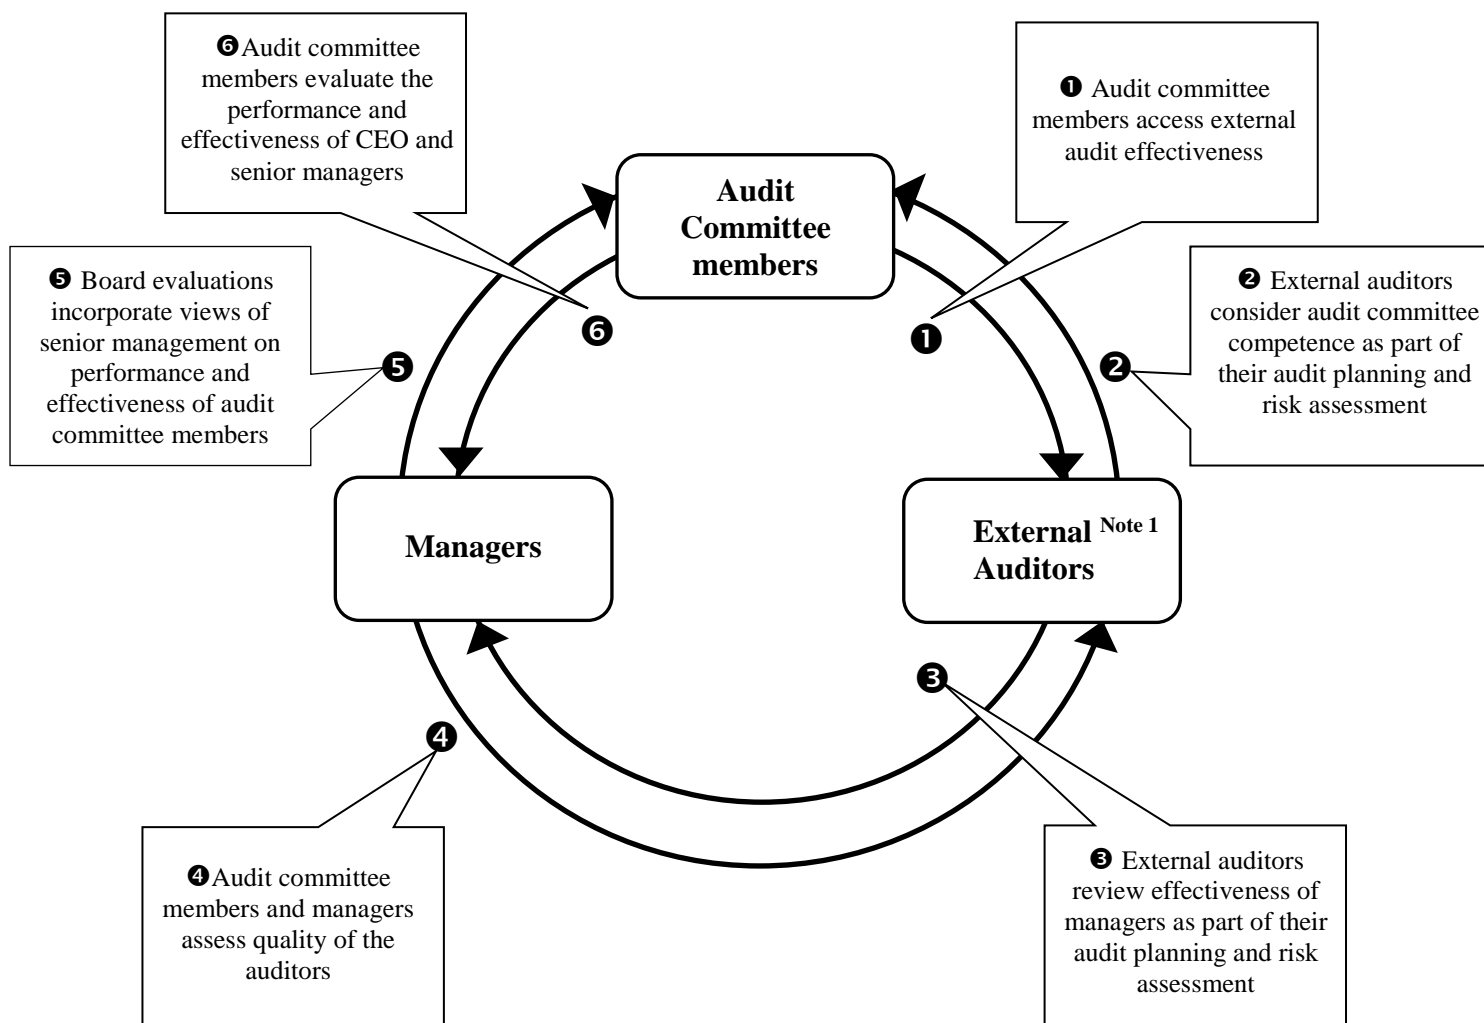 ❻Audit committee
members evaluate the
performance and
effectiveness of CEO and
senior managers
❶ Audit committee
members access external
audit effectiveness
Audit
Committee
members
❺ Board evaluations
incorporate views of
senior management on
performance and
effectiveness of audit
committee members
❷ External auditors
consider audit committee
competence as part of
their audit planning and
risk assessment
❻
❶
❺
❷
Managers
External Note 1
Auditors
❸
❹
❹Audit committee
members and managers
assess quality of the
auditors
❸ External auditors
review effectiveness of
managers as part of their
audit planning and risk
assessment